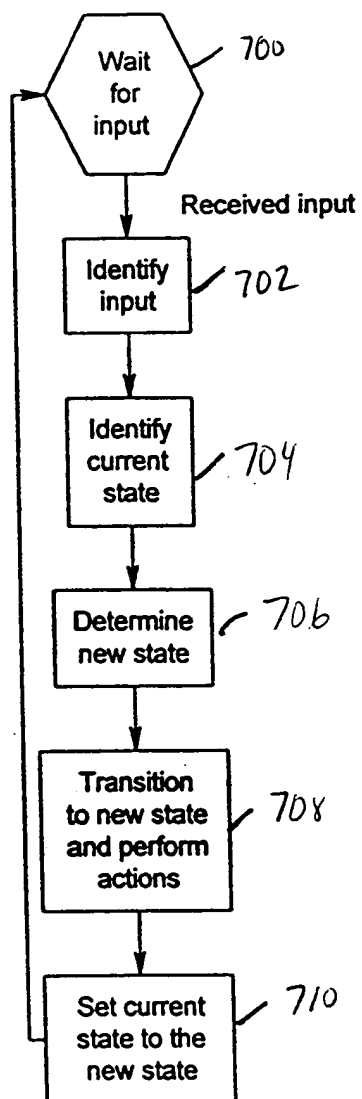 Wait
for
input
700
Received input
Identify
input
702
Identify
current
state
704
Determine
new state
706
Transition
to new state
and perform
actions
708
Set current
state to the
new state
710